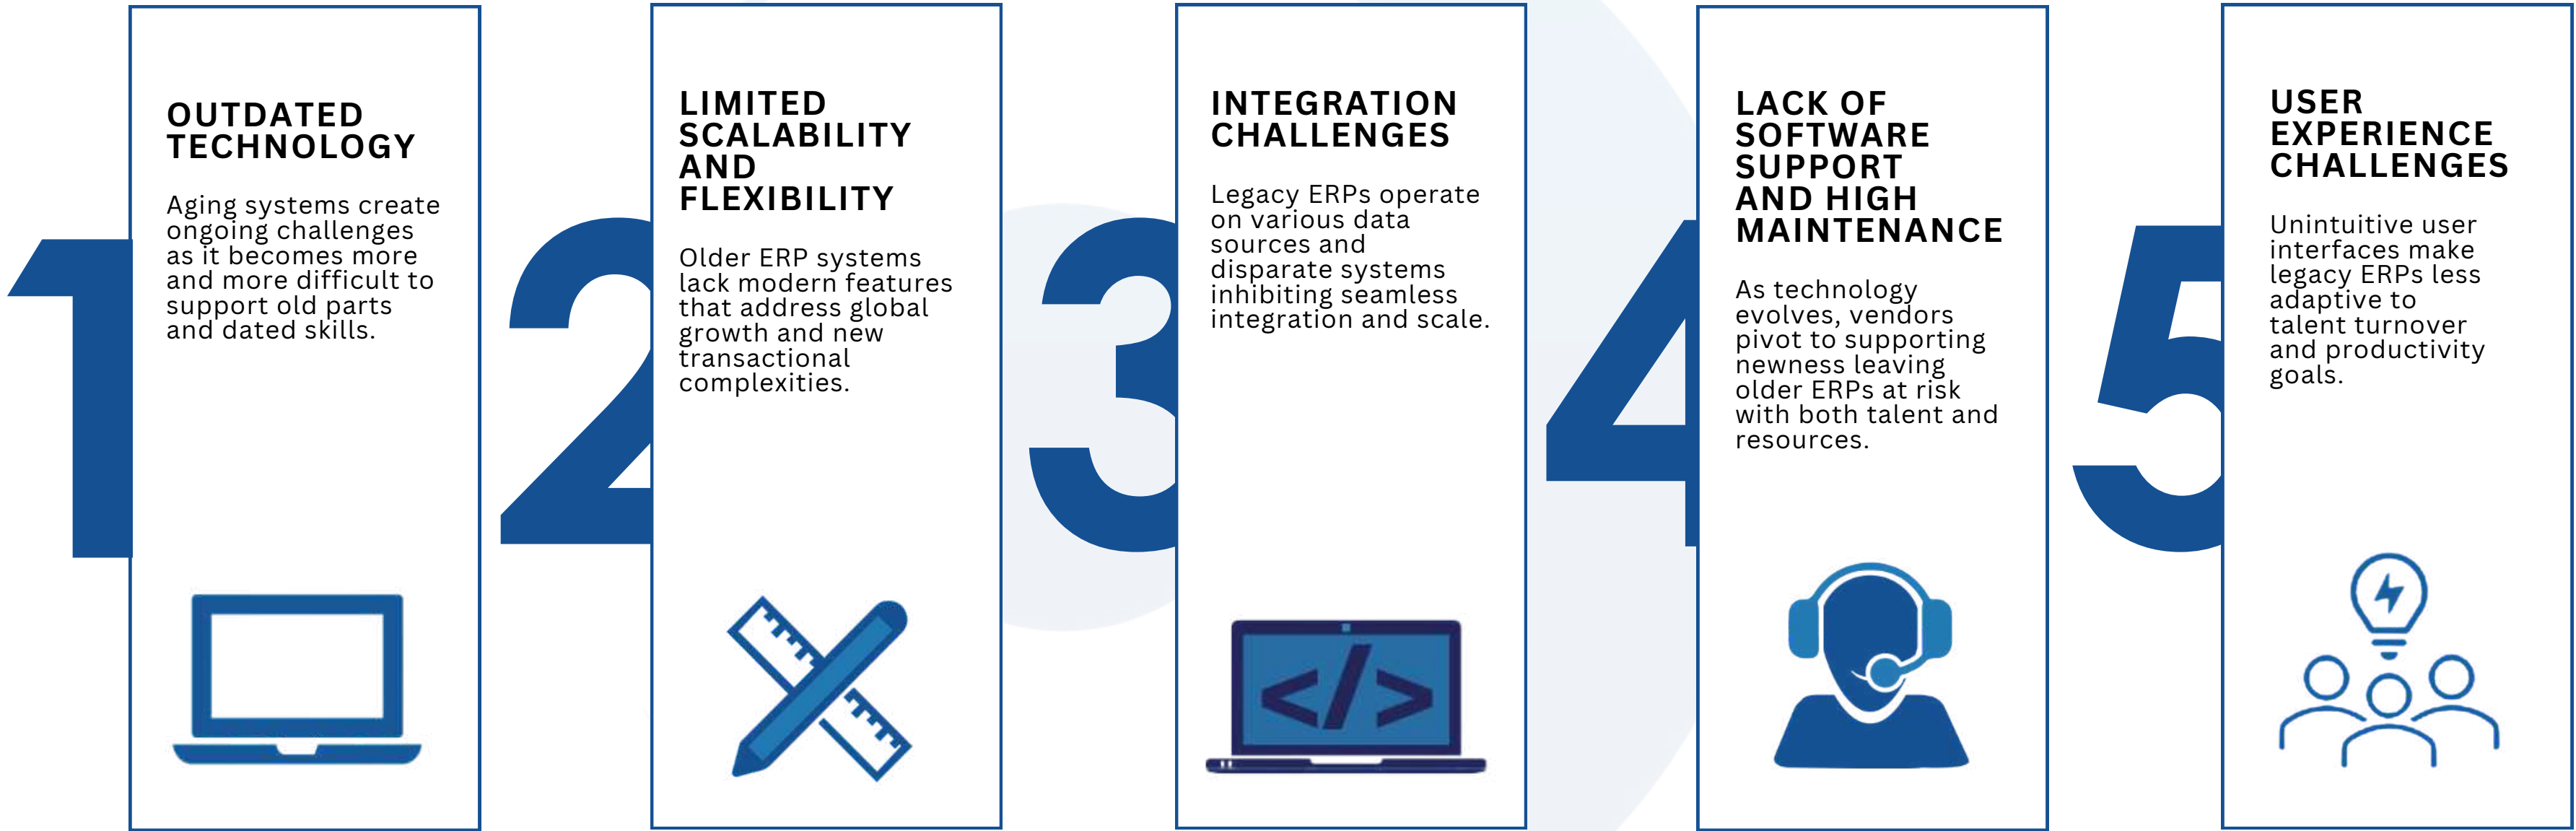 1
OUTDATED
TECHNOLOGY
Aging systems create
ongoing challenges
as it becomes more
and more difficult to
support old parts
and dated skills.
2
LIMITED
SCALABILITY
AND
FLEXIBILITY
Older ERP systems
lack modern features
that address global
growth and new
transactional
complexities.
3
INTEGRATION
CHALLENGES
Legacy ERPs operate
on various data
sources and
disparate systems
inhibiting seamless
integration and scale.
</>
4
LACK OF
SOFTWARE
SUPPORT
AND HIGH
MAINTENANCE
As technology
evolves, vendors
pivot to supporting
newness leaving
older ERPs at risk
with both talent and
resources.
5
USER
EXPERIENCE
CHALLENGES
Unintuitive user
interfaces make
legacy ERPs less
adaptive to
talent turnover
and productivity
goals.